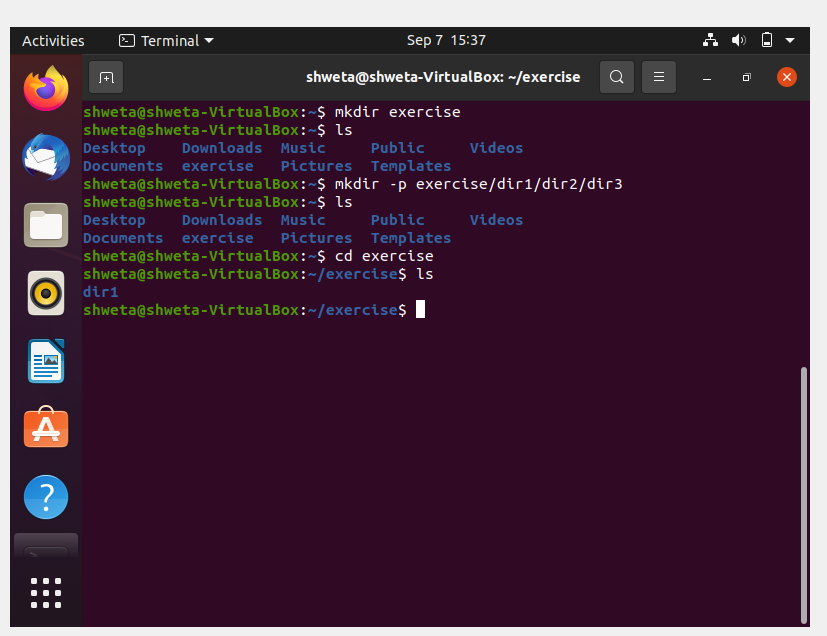 Activities Terminal Sep 7 15:37
shweta@shweta-VirtualBox: ~/exercise
shweta@shweta-VirtualBox:~$ mkdir exercise
shweta@shweta-VirtualBox:~$ ls
Desktop Downloads Music Public Videos
Documents exercise Pictures Templates
shweta@shweta-VirtualBox:~$ mkdir -p exercise/dir1/dir2/dir3
shweta@shweta-VirtualBox:~$ ls
Desktop Downloads Music Public Videos
Documents exercise Pictures Templates
shweta@shweta-VirtualBox:~$ cd exercise
shweta@shweta-VirtualBox:~/exercise$ ls
dir1
shweta@shweta-VirtualBox:~/exercise$